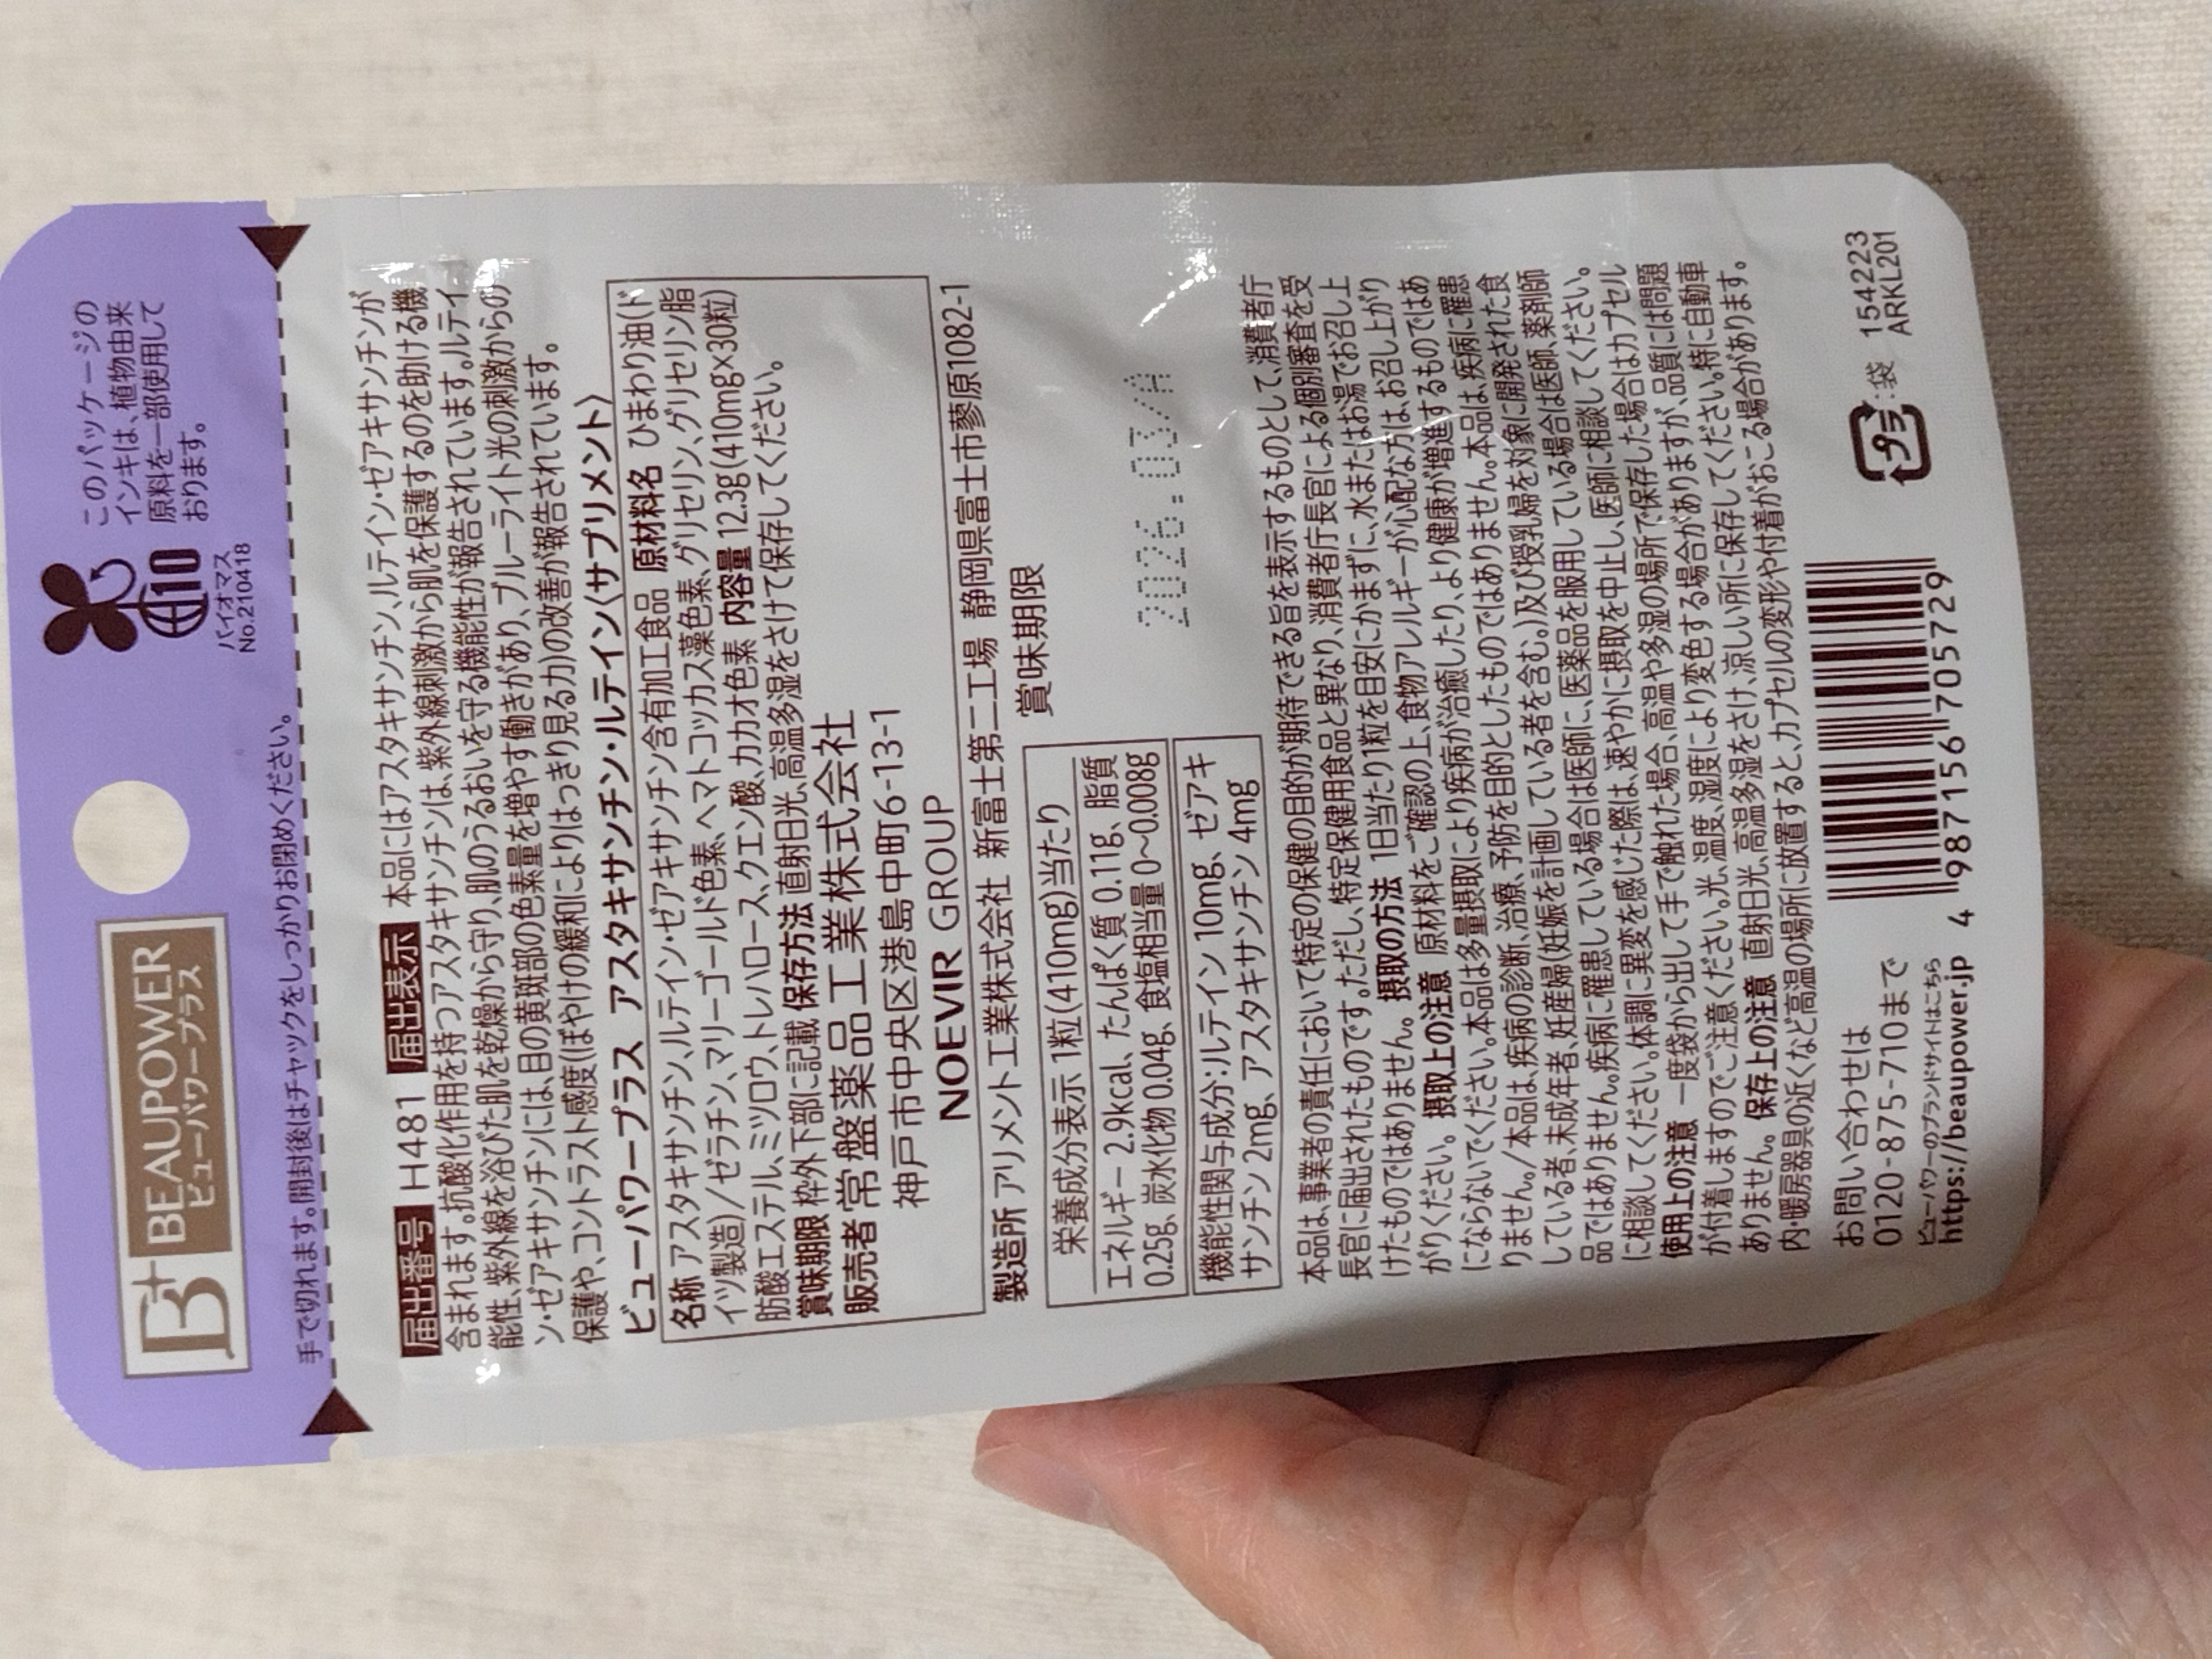 B+ BEAUPOWER
ビューパワープラス
このパッケージの
インキは、植物由来
原料を一部使用して
おります。
10
バイオマス
No.210418
手で切れます。開封後はチャックをしっかりお閉めください。
届出番号 H481 届出表示 本品にはアスタキサンチン、ルテイン・ゼアキサンチンが
含まれます。抗酸化作用を持つアスタキサンチンは、紫外線刺激から肌を保護するのを助ける機
能性、紫外線を浴びた肌を乾燥から守り、肌のうるおいを守る機能性が報告されています。ルテイ
ン・ゼアキサンチンには、目の黄斑部の色素量を増やす働きがあり、ブルーライト光の刺激からの
保護や、コントラスト感度(ぼやけの緩和によりはっきり見る力)の改善が報告されています。
ビューパワープラス アスタキサンチン・ルテイン〈サプリメント〉
名称 アスタキサンチン、ルテイン・ゼアキサンチン含有加工食品 原材料名 ひまわり油(ド
イツ製造)/ゼラチン、マリーゴールド色素、ヘマトコッカス藻色素、グリセリン、グリセリン脂
肪酸エステル、ミツロウ、トレハロース、クエン酸、カカオ色素 内容量 12.3g(410mg×30粒)
賞味期限 枠外下部に記載 保存方法 直射日光、高温多湿をさけて保存してください。
販売者 常盤薬品工業株式会社
神戸市中央区港島中町6-13-1
NOEVIR GROUP
製造所 アリメント工業株式会社 新富士第二工場 静岡県富士市蓼原1082-1
栄養成分表示 1粒(410mg)当たり
エネルギー 2.9kcal、たんぱく質 0.11g、脂質
0.25g、炭水化物 0.04g、食塩相当量 0〜0.008g
機能性関与成分:ルテイン 10mg、ゼアキ
サンチン 2mg、アスタキサンチン 4mg
賞味期限
2026.03/A
本品は、事業者の責任において特定の保健の目的が期待できる旨を表示するものとして、消費者庁
長官に届出されたものです。ただし、特定保健用食品と異なり、消費者庁長官による個別審査を受
けたものではありません。 摂取の方法 1日当たり1粒を目安にかまずに、水またはお湯でお召し上
がりください。 摂取上の注意 原材料をご確認の上、食物アレルギーが心配な方は、お召し上がり
にならないでください。本品は多量摂取により疾病が治癒したり、より健康が増進するものではあ
りません。/本品は、疾病の診断、治療、予防を目的としたものではありません。本品は、疾病に罹患
している者、未成年者、妊産婦(妊娠を計画している者を含む。)及び授乳婦を対象に開発された食
品ではありません。疾病に罹患している場合は医師に、医薬品を服用している場合は医師、薬剤師
に相談してください。体調に異変を感じた際は、速やかに摂取を中止し、医師に相談してください。
使用上の注意 一度袋から出して手で触れた場合、高温や多湿の場所で保存した場合はカプセル
が付着しますのでご注意ください。光、温度、湿度により変色する場合がありますが、品質には問題
ありません。 保存上の注意 直射日光、高温多湿をさけ、涼しい所に保存してください。特に自動車
内・暖房器具の近くなど高温の場所に放置すると、カプセルの変形や付着がおこる場合があります。
お問い合わせは
0120-875-710まで
ビューパワーのブランドサイトはこちら
https://beaupower.jp
4 987156 705729
プラ :袋
154223
ARKL201